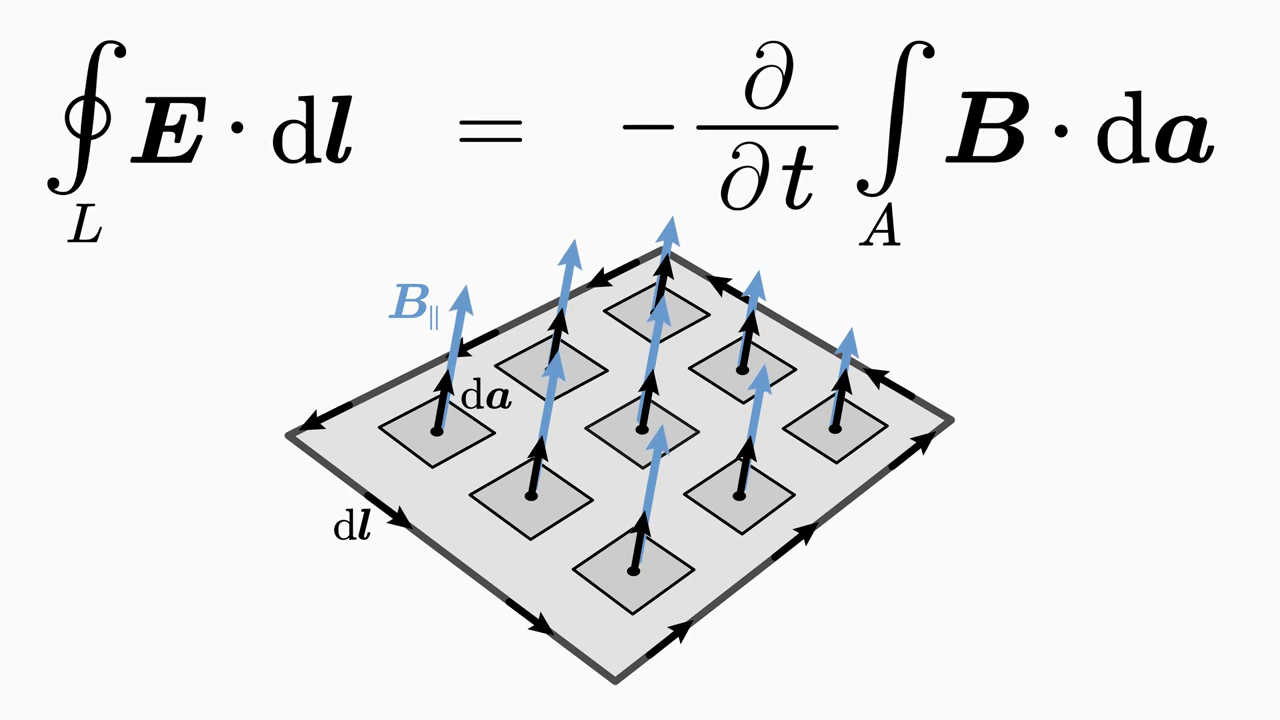 ∮_L E · dl = − ∂/∂t ∫_A B · da
B_∥
da
dl